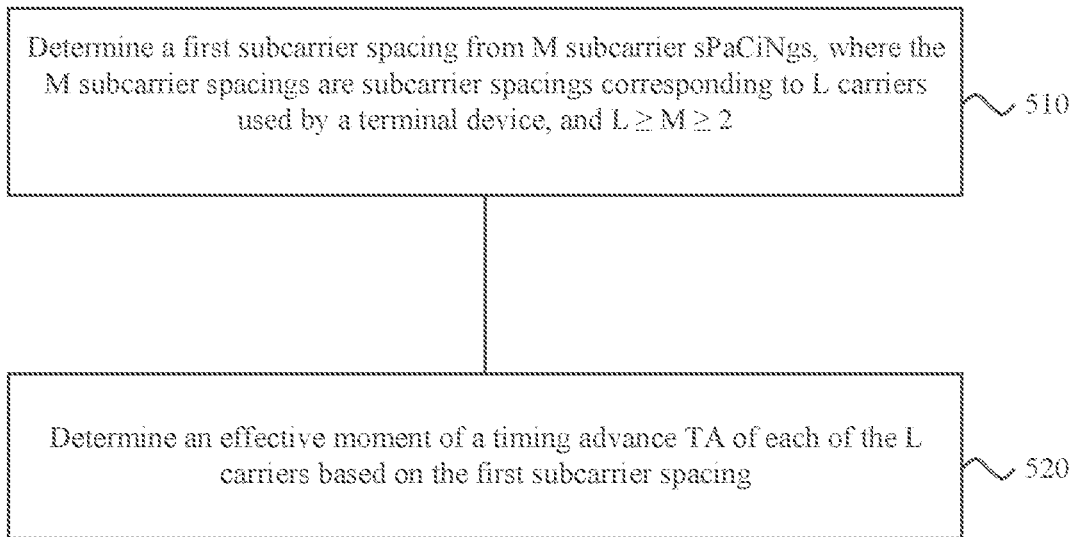 Determine a first subcarrier spacing from M subcarrier sPaCiNgs, where the
M subcarrier spacings are subcarrier spacings corresponding to L carriers
used by a terminal device, and L ≥ M ≥ 2
510
Determine an effective moment of a timing advance TA of each of the L
carriers based on the first subcarrier spacing
520